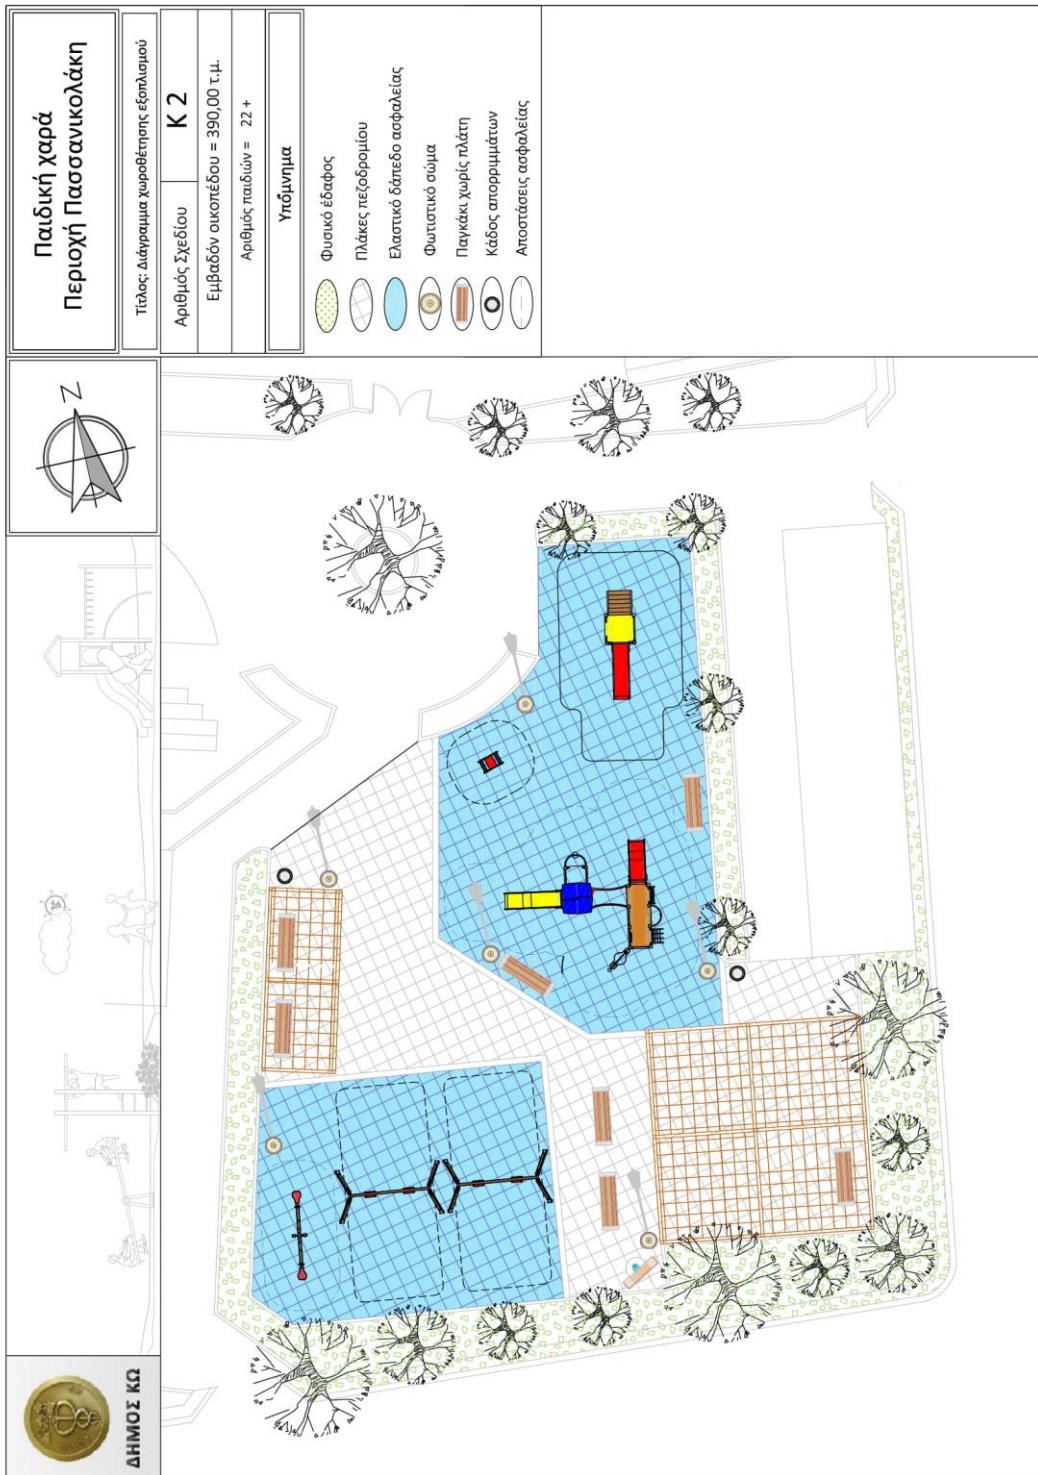 Παιδική χαρά
Περιοχή Πασσανικολάκη
Τίτλος: Διάγραμμα χωροθέτησης εξοπλισμού
Αριθμός Σχεδίου
Κ 2
Εμβαδόν οικοπέδου = 390,00 τ.μ.
Αριθμός παιδιών = 22 +
Υπόμνημα
Φυσικό έδαφος
Πλάκες πεζοδρομίου
Ελαστικό δάπεδο ασφαλείας
Φωτιστικό σώμα
Παγκάκι χωρίς πλάτη
Κάδος απορριμμάτων
Αποστάσεις ασφαλείας
Z
ΔΗΜΟΣ ΚΩ